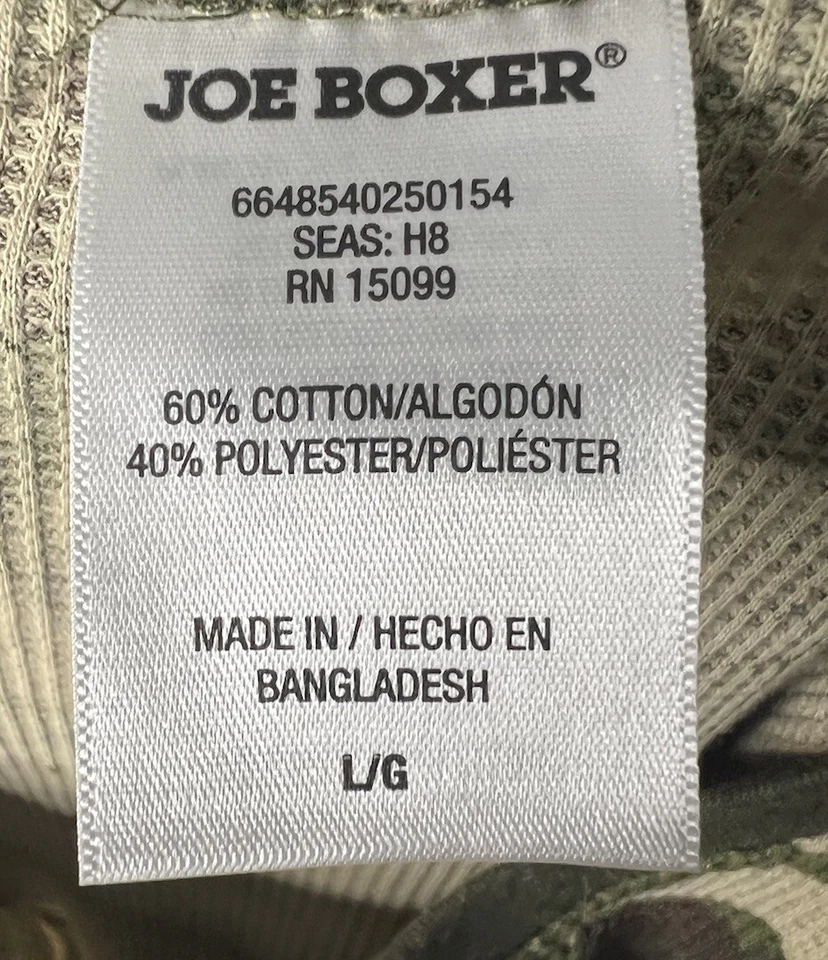 JOE BOXER®
6648540250154
SEAS: H8
RN 15099
60% COTTON/ALGODÓN
40% POLYESTER/POLIÉSTER
MADE IN / HECHO EN
BANGLADESH
L/G